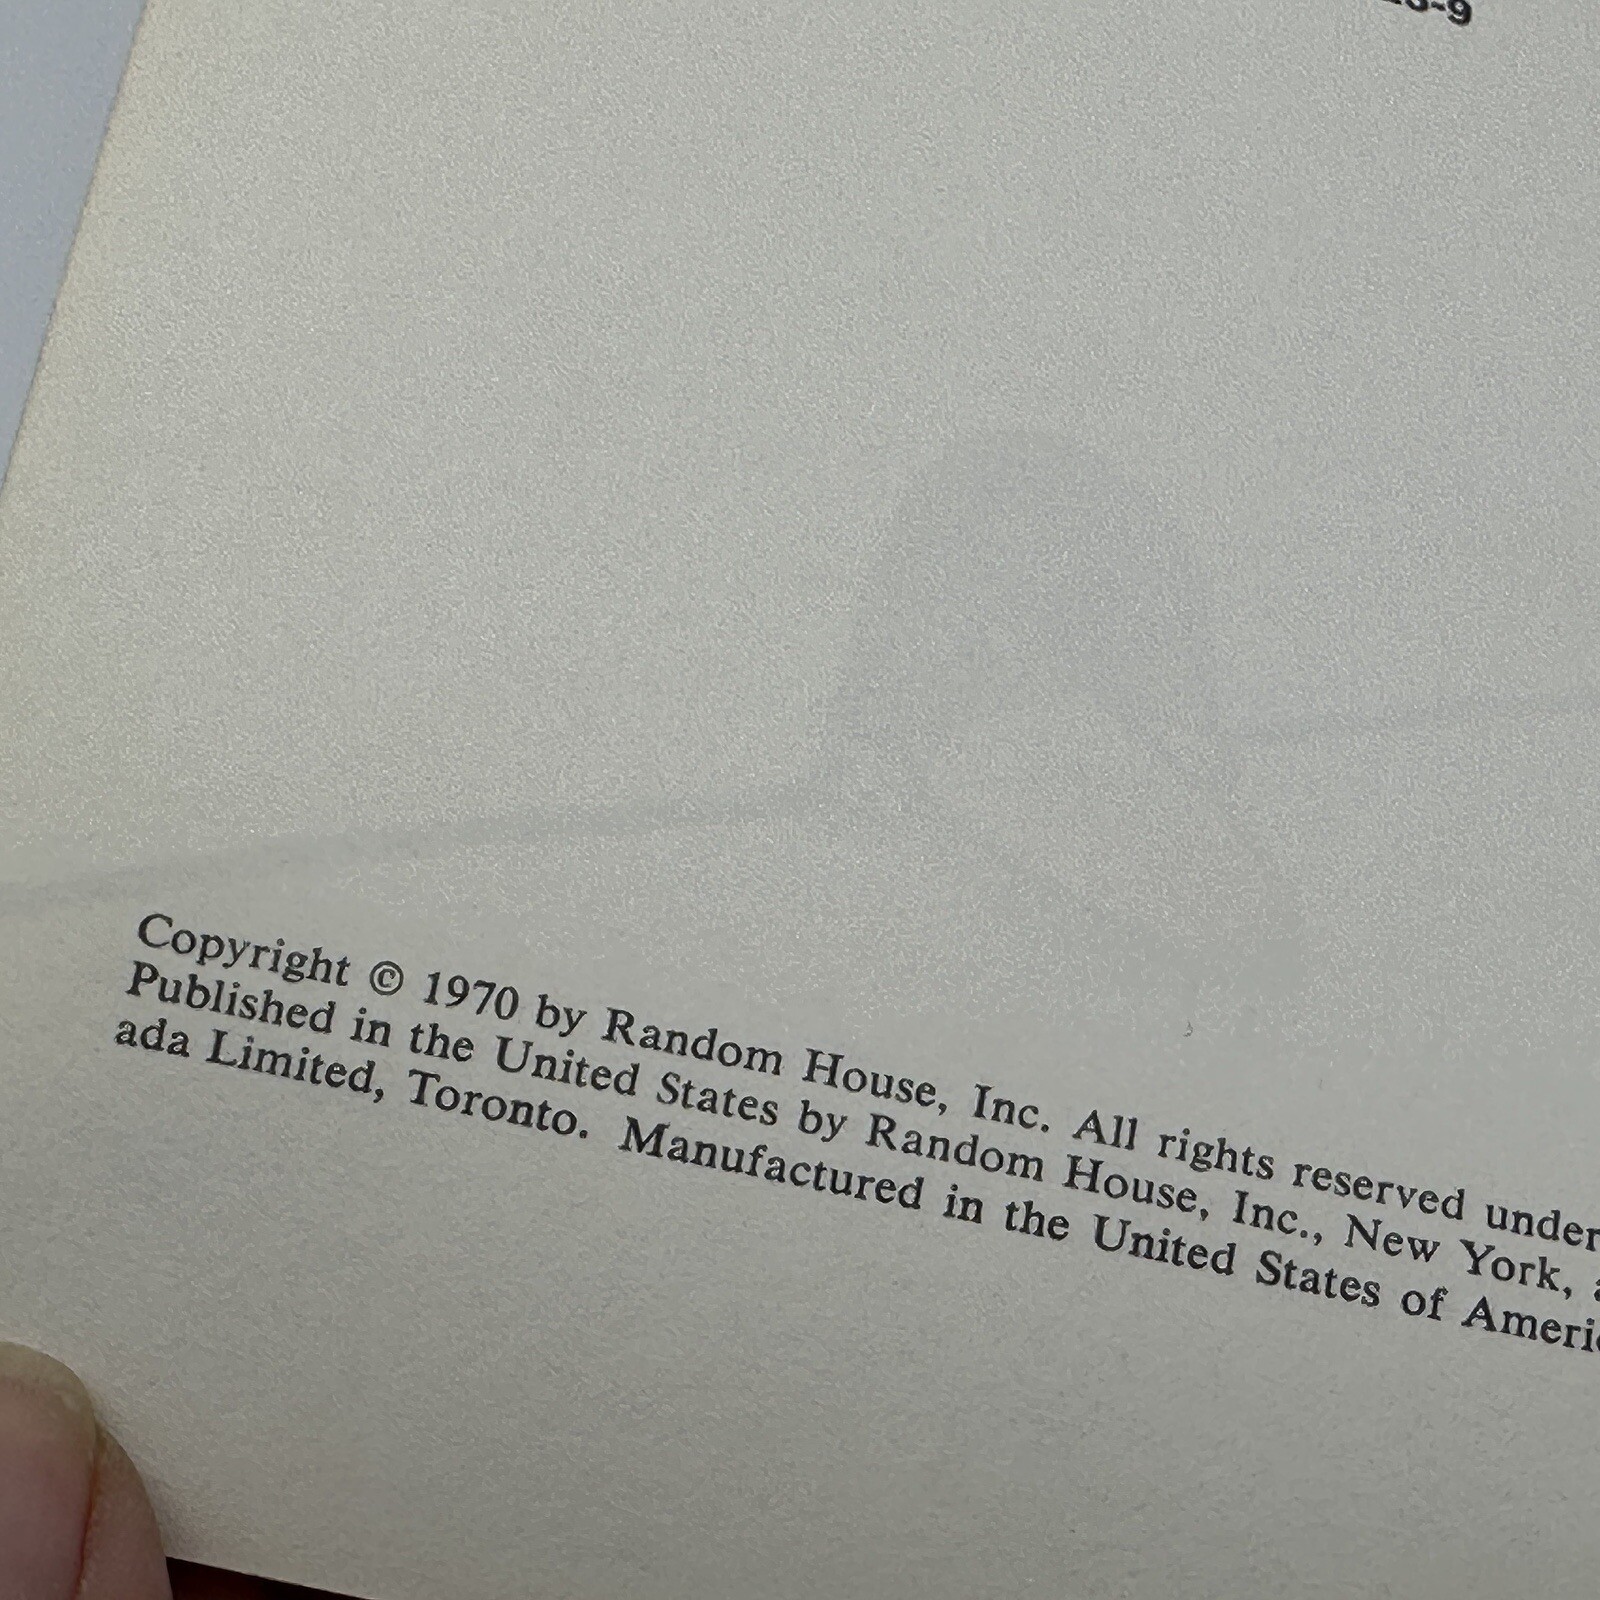 -9
Copyright © 1970 by Random House, Inc. All rights reserved under
Published in the United States by Random House, Inc., New York,
ada Limited, Toronto. Manufactured in the United States of